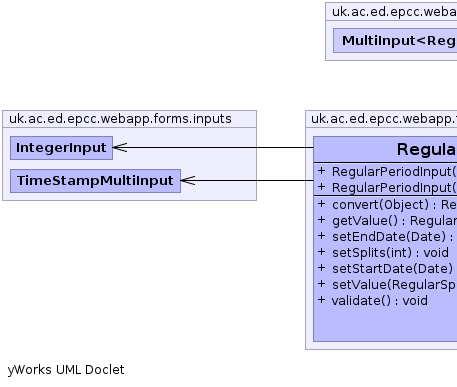 uk.ac.ed.epcc.weba
MultiInput<Reg
uk.ac.ed.epcc.webapp.forms.inputs
IntegerInput
TimeStampMultiInput
uk.ac.ed.epcc.webapp.
Regula
+ RegularPeriodInput(
+ RegularPeriodInput(
+ convert(Object) : Re
+ getValue() : Regular
+ setEndDate(Date) :
+ setSplits(int) : void
+ setStartDate(Date)
+ setValue(RegularSp
+ validate() : void
yWorks UML Doclet